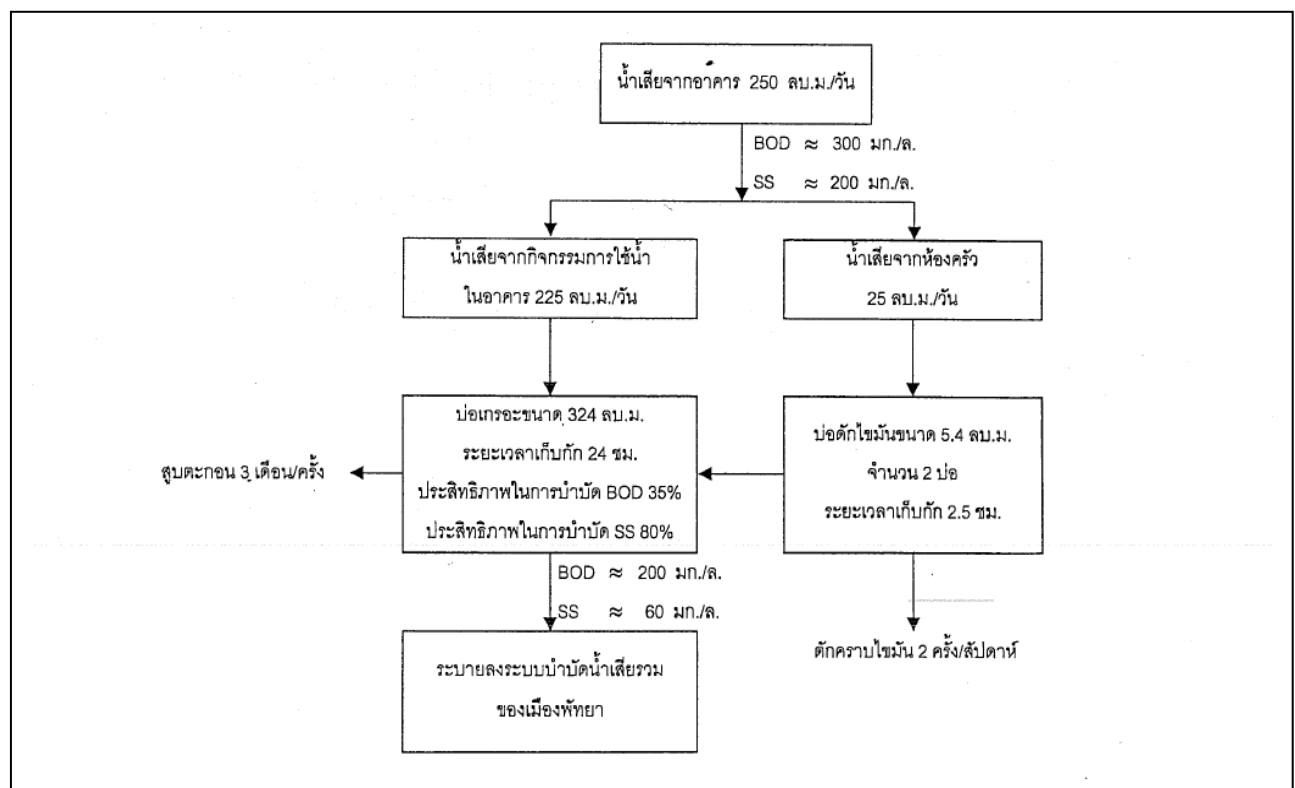 น้ำเสียจากอาคาร 250 ลบ.ม./วัน
BOD ≈ 300 มก./ล.
SS ≈ 200 มก./ล.
น้ำเสียจากกิจกรรมการใช้น้ำ
ในอาคาร 225 ลบ.ม./วัน
น้ำเสียจากห้องครัว
25 ลบ.ม./วัน
บ่อเกรอะขนาด 324 ลบ.ม.
ระยะเวลาเก็บกัก 24 ชม.
ประสิทธิภาพในการบำบัด BOD 35%
ประสิทธิภาพในการบำบัด SS 80%
บ่อดักไขมันขนาด 5.4 ลบ.ม.
จำนวน 2 บ่อ
ระยะเวลาเก็บกัก 2.5 ชม.
สูบตะกอน 3 เดือน/ครั้ง
BOD ≈ 200 มก./ล.
SS ≈ 60 มก./ล.
ตักคราบไขมัน 2 ครั้ง/สัปดาห์
ระบายลงระบบบำบัดน้ำเสียรวม
ของเมืองพัทยา